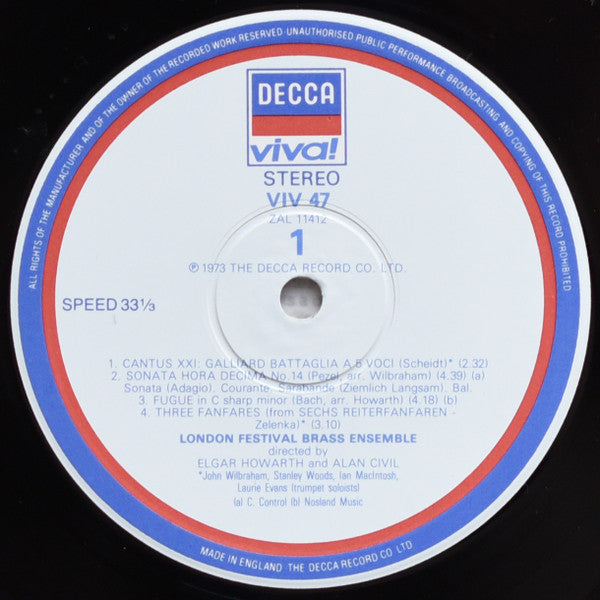 ALL RIGHTS OF THE MANUFACTURER AND OF THE OWNER OF THE RECORDED WORK RESERVED·UNAUTHORISED PUBLIC PERFORMANCE BROADCASTING AND COPYING OF THIS RECORD PROHIBITED
DECCA
viva!
STEREO
VIV 47
ZAL 11412
1
℗ 1973 THE DECCA RECORD CO. LTD.
SPEED 33⅓
1. CANTUS XXI: GALLIARD BATTAGLIA A 5 VOCI (Scheidt)* (2.32)
2. SONATA HORA DECIMA No. 14 (Pezel, arr. Wilbraham) (4.39) (a)
Sonata (Adagio). Courante. Sarabande (Ziemlich Langsam). Bal.
3. FUGUE in C sharp minor (Bach, arr. Howarth) (4.18) (b)
4. THREE FANFARES (from SECHS REITERFANFAREN -
Zelenka)* (3.10)
LONDON FESTIVAL BRASS ENSEMBLE
directed by
ELGAR HOWARTH and ALAN CIVIL
*John Wilbraham, Stanley Woods, Ian MacIntosh,
Laurie Evans (trumpet soloists)
(a) C. Control (b) Nosland Music
MADE IN ENGLAND THE DECCA RECORD CO LTD